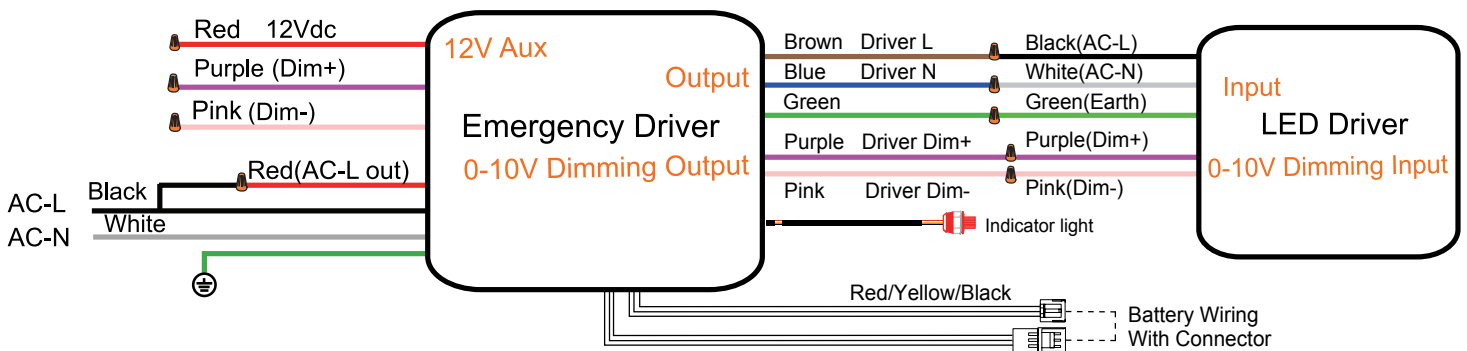 Red 12Vdc
Purple (Dim+)
Pink (Dim-)
Red(AC-L out)
Black
AC-L
White
AC-N
12V Aux
Output
Emergency Driver
0-10V Dimming Output
Brown Driver L
Blue Driver N
Green
Purple Driver Dim+
Pink Driver Dim-
Black(AC-L)
White(AC-N)
Green(Earth)
Purple(Dim+)
Pink(Dim-)
Indicator light
Input
LED Driver
0-10V Dimming Input
Red/Yellow/Black
Battery Wiring
With Connector